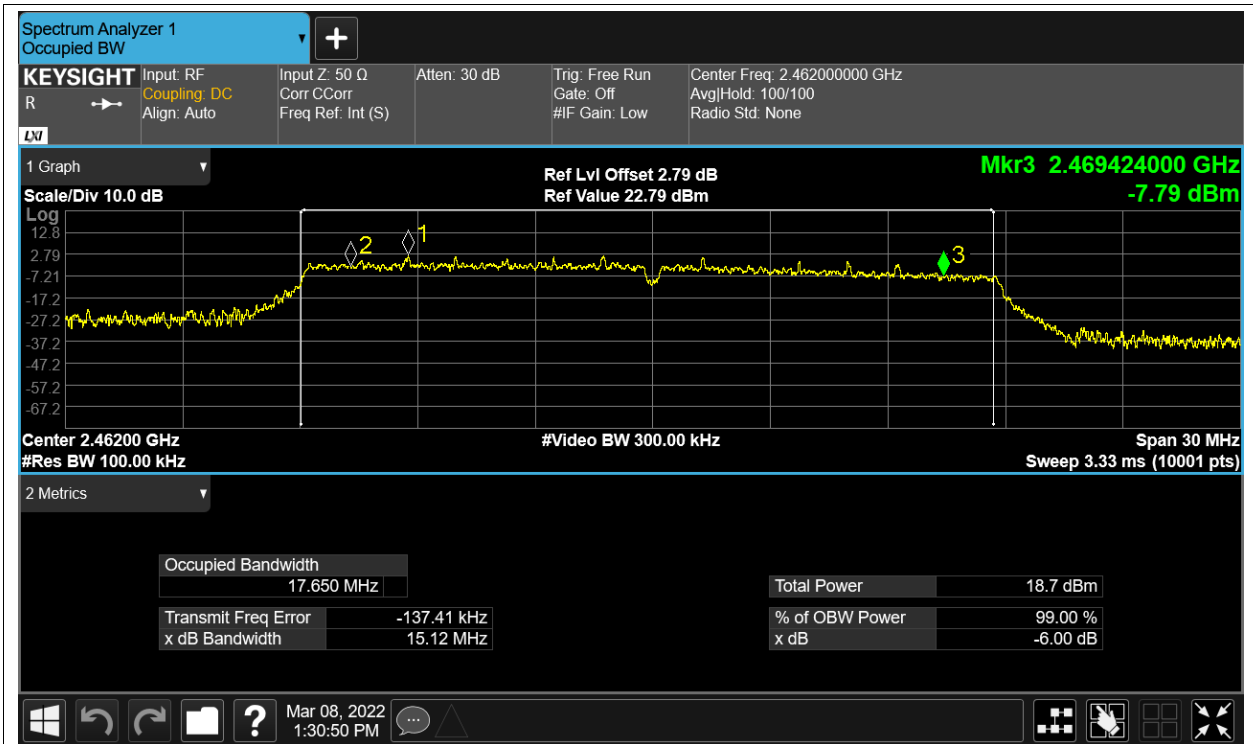 Spectrum Analyzer 1
Occupied BW
KEYSIGHT
R
LXI
Input: RF
Coupling: DC
Align: Auto
Input Z: 50 Ω
Corr CCorr
Freq Ref: Int (S)
Atten: 30 dB
Trig: Free Run
Gate: Off
#IF Gain: Low
Center Freq: 2.462000000 GHz
Avg|Hold: 100/100
Radio Std: None
1 Graph
Scale/Div 10.0 dB
Ref Lvl Offset 2.79 dB
Ref Value 22.79 dBm
Mkr3 2.469424000 GHz
-7.79 dBm
Log
12.8
2.79
-7.21
-17.2
-27.2
-37.2
-47.2
-57.2
-67.2
2
1
3
Center 2.46200 GHz
#Video BW 300.00 kHz
Span 30 MHz
#Res BW 100.00 kHz
Sweep 3.33 ms (10001 pts)
2 Metrics
Occupied Bandwidth
17.650 MHz
Total Power 18.7 dBm
Transmit Freq Error -137.41 kHz
% of OBW Power 99.00 %
x dB Bandwidth 15.12 MHz
x dB -6.00 dB
?
Mar 08, 2022
1:30:50 PM